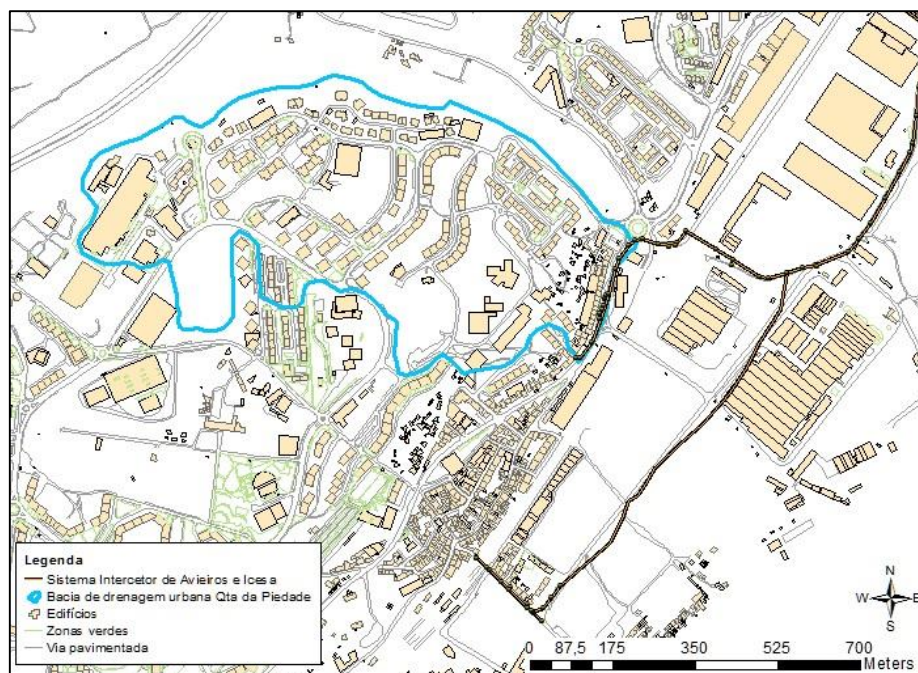 Legenda
Sistema Intercetor de Avieiros e Icesa
Bacia de drenagem urbana Qta da Piedade
Edifícios
Zonas verdes
Via pavimentada
N
W E
S
0 87,5 175 350 525 700
Meters